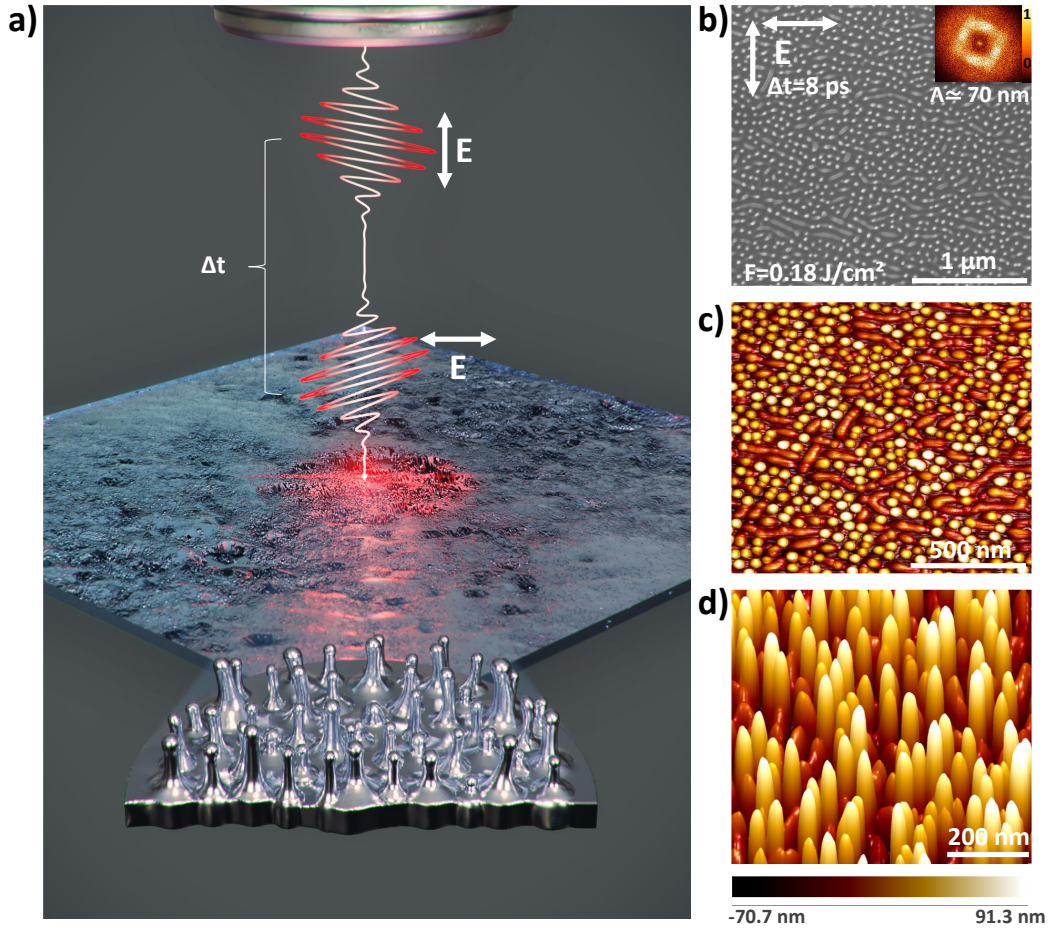 a)
E
Δt
E
b)
E
Δt=8 ps
1
0
Λ≃ 70 nm
F=0.18 J/cm²
1 μm
c)
500 nm
d)
200 nm
-70.7 nm
91.3 nm